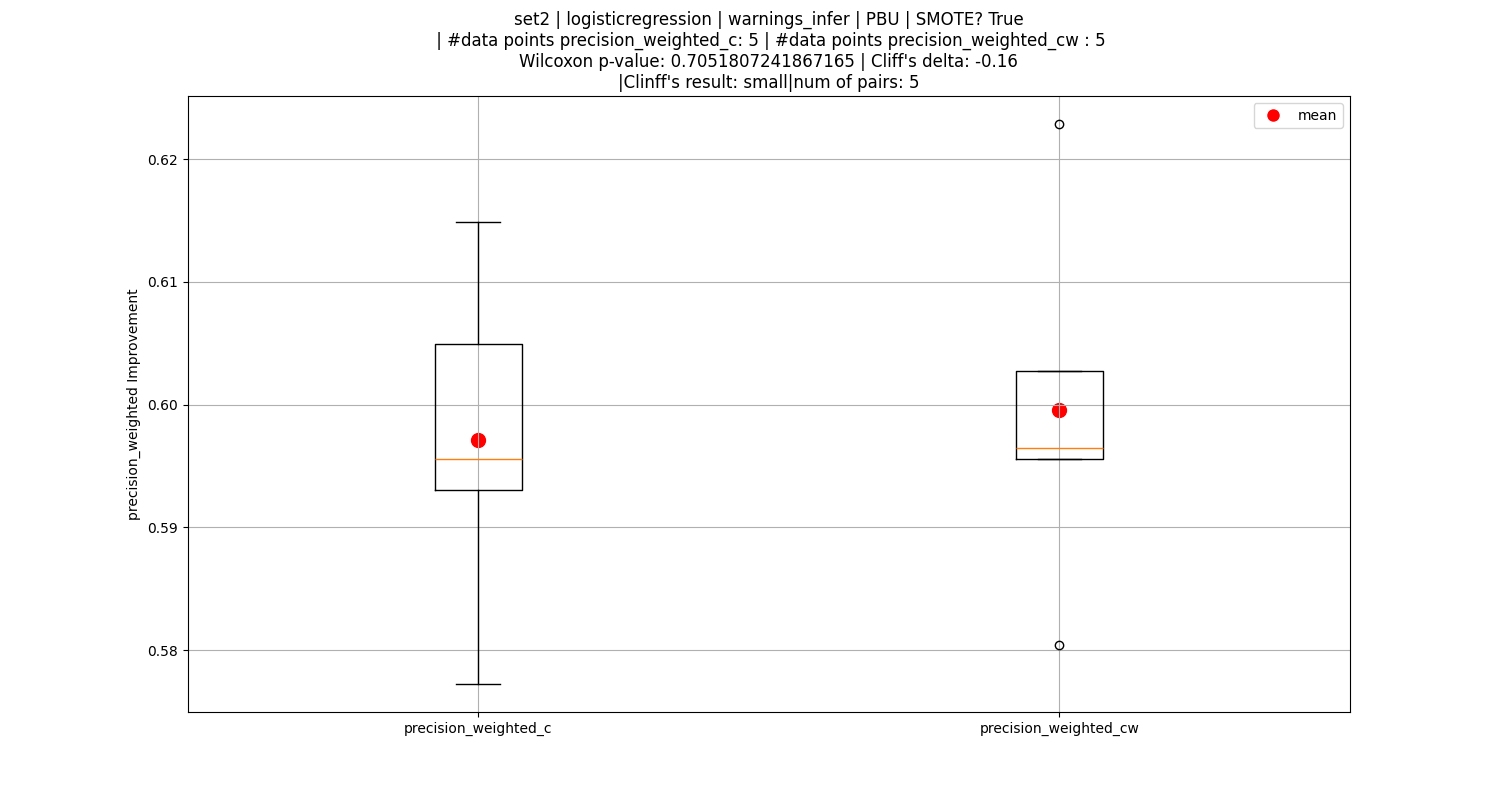 set2 | logisticregression | warnings_infer | PBU | SMOTE? True
| #data points precision_weighted_c: 5 | #data points precision_weighted_cw : 5
Wilcoxon p-value: 0.7051807241867165 | Cliff's delta: -0.16
|Clinff's result: small|num of pairs: 5
mean
precision_weighted Improvement
0.62
0.61
0.60
0.59
0.58
precision_weighted_c
precision_weighted_cw